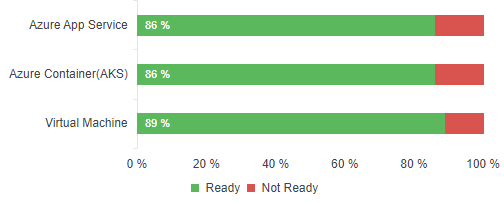 Azure App Service 86 %
Azure Container(AKS) 86 %
Virtual Machine 89 %
0 % 20 % 40 % 60 % 80 % 100 %
Ready Not Ready